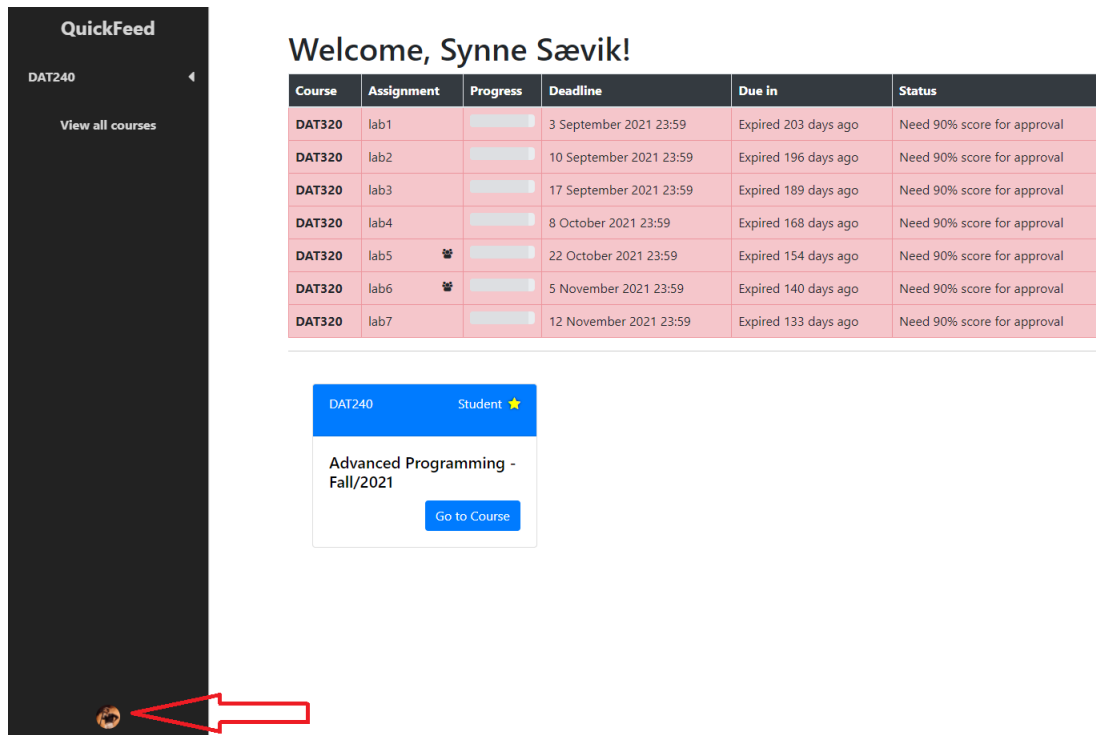 QuickFeed
DAT240
View all courses
Welcome, Synne Sævik!
Course Assignment Progress Deadline Due in Status
DAT320 lab1 3 September 2021 23:59 Expired 203 days ago Need 90% score for approval
DAT320 lab2 10 September 2021 23:59 Expired 196 days ago Need 90% score for approval
DAT320 lab3 17 September 2021 23:59 Expired 189 days ago Need 90% score for approval
DAT320 lab4 8 October 2021 23:59 Expired 168 days ago Need 90% score for approval
DAT320 lab5 22 October 2021 23:59 Expired 154 days ago Need 90% score for approval
DAT320 lab6 5 November 2021 23:59 Expired 140 days ago Need 90% score for approval
DAT320 lab7 12 November 2021 23:59 Expired 133 days ago Need 90% score for approval
DAT240 Student
Advanced Programming -
Fall/2021
Go to Course